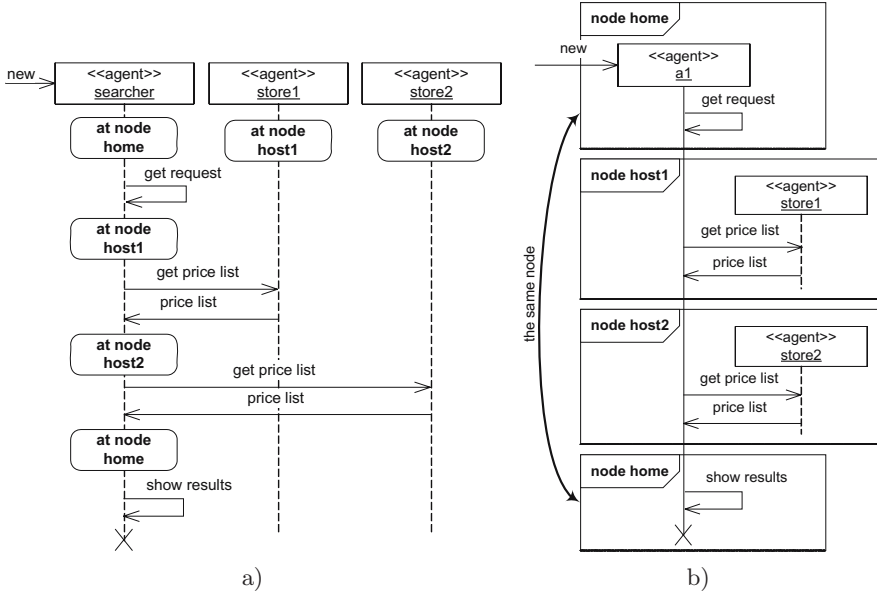 new
<<agent>>
searcher
<<agent>>
store1
<<agent>>
store2
at node
home
at node
host1
at node
host2
get request
at node
host1
get price list
price list
at node
host2
get price list
price list
at node
home
show results
a)
node home
new
<<agent>>
a1
get request
node host1
<<agent>>
store1
get price list
price list
the same node
node host2
<<agent>>
store2
get price list
price list
node home
show results
b)